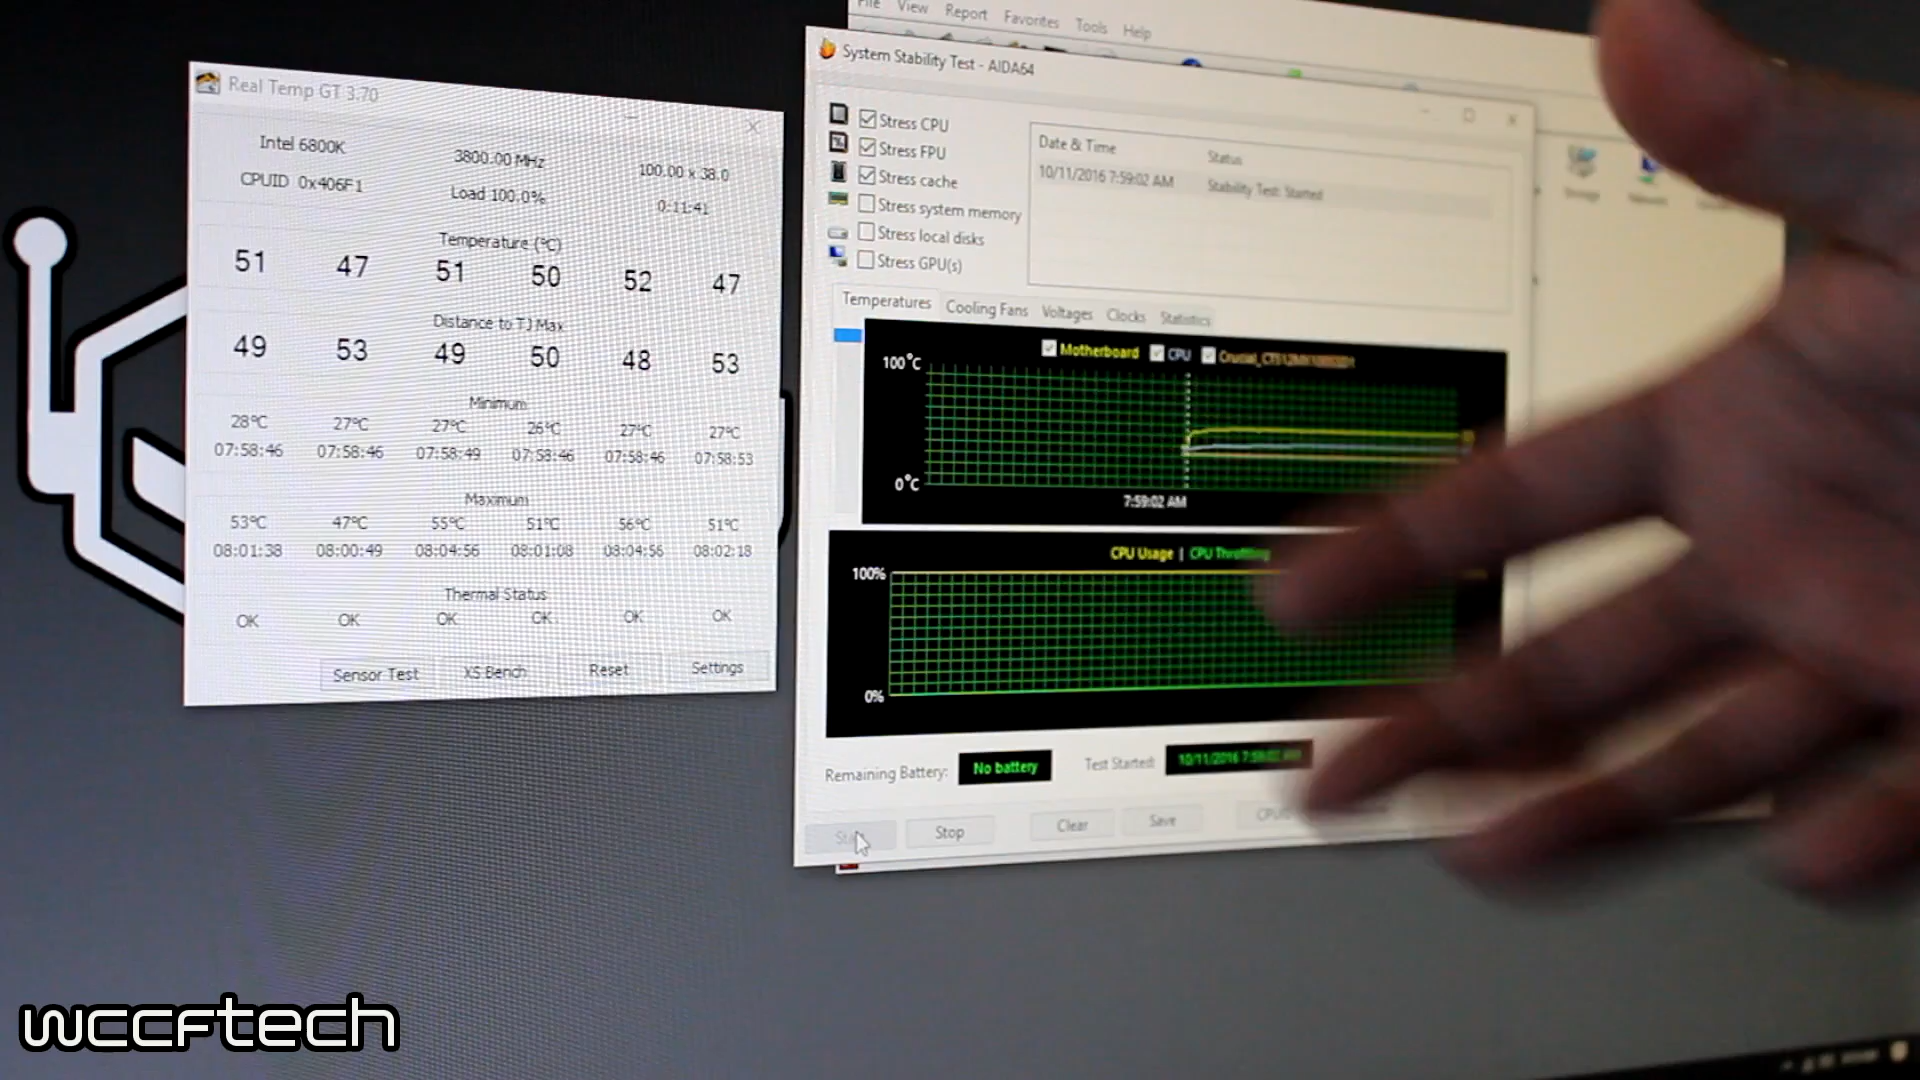 Real Temp GT 3.70
Intel 6800K
3800.00 MHz
100.00 x 38.0
CPUID 0x406F1
Load 100.0%
0:11:41
Temperature (°C)
51 47 51 50 52 47
Distance to TJ Max
49 53 49 50 48 53
Minimum
28°C 27°C 27°C 26°C 27°C 27°C
07:58:46 07:58:46 07:58:49 07:58:46 07:58:46 07:58:53
Maximum
53°C 47°C 55°C 51°C 56°C 51°C
08:01:38 08:00:49 08:04:56 08:01:08 08:04:56 08:02:18
Thermal Status
OK OK OK OK OK OK
Sensor Test XS Bench Reset Settings
File View Report Favorites Tools Help
System Stability Test - AIDA64
Stress CPU
Stress FPU
Stress cache
Stress system memory
Stress local disks
Stress GPU(s)
Date & Time Status
10/11/2016 7:59:02 AM Stability Test: Started
Temperatures Cooling Fans Voltages Clocks Statistics
Motherboard CPU
100°C
0°C
7:59:02 AM
CPU Usage | CPU Throttling
100%
0%
Remaining Battery: No battery Test Started: 10/11/2016
Stop Clear Save
wccftech